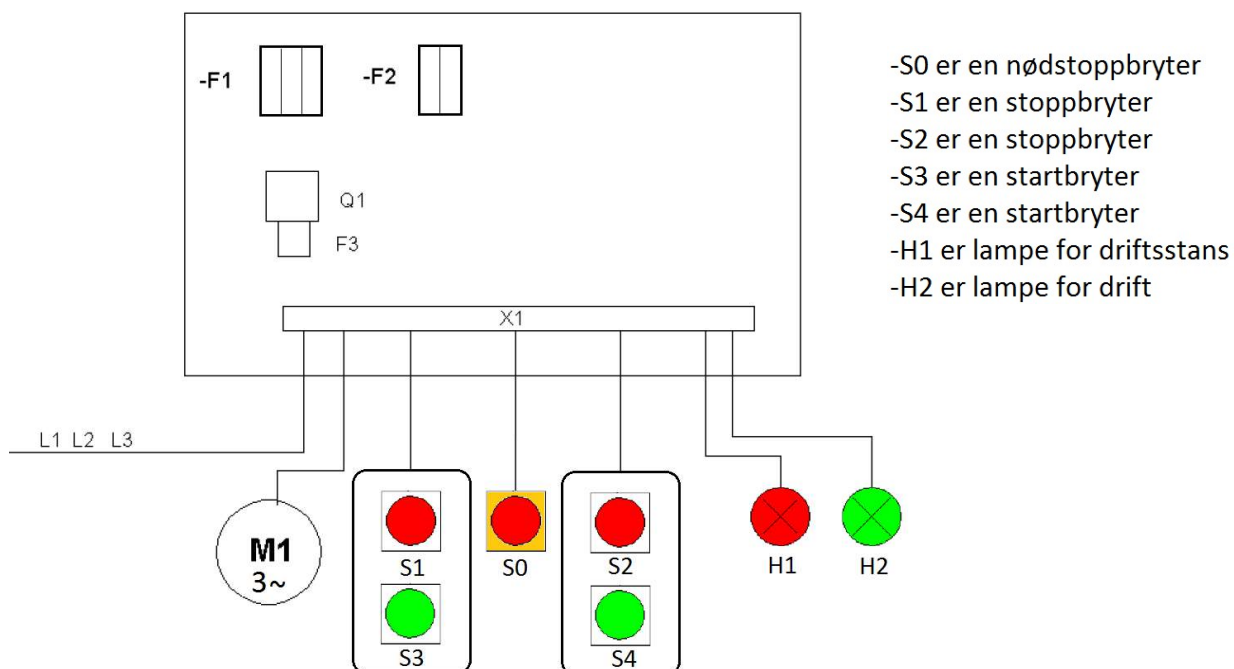 -F1
-F2
Q1
F3
X1
L1 L2 L3
M1
3~
S1
S3
S0
S2
S4
H1
H2
-S0 er en nødstoppbryter
-S1 er en stoppbryter
-S2 er en stoppbryter
-S3 er en startbryter
-S4 er en startbryter
-H1 er lampe for driftsstans
-H2 er lampe for drift